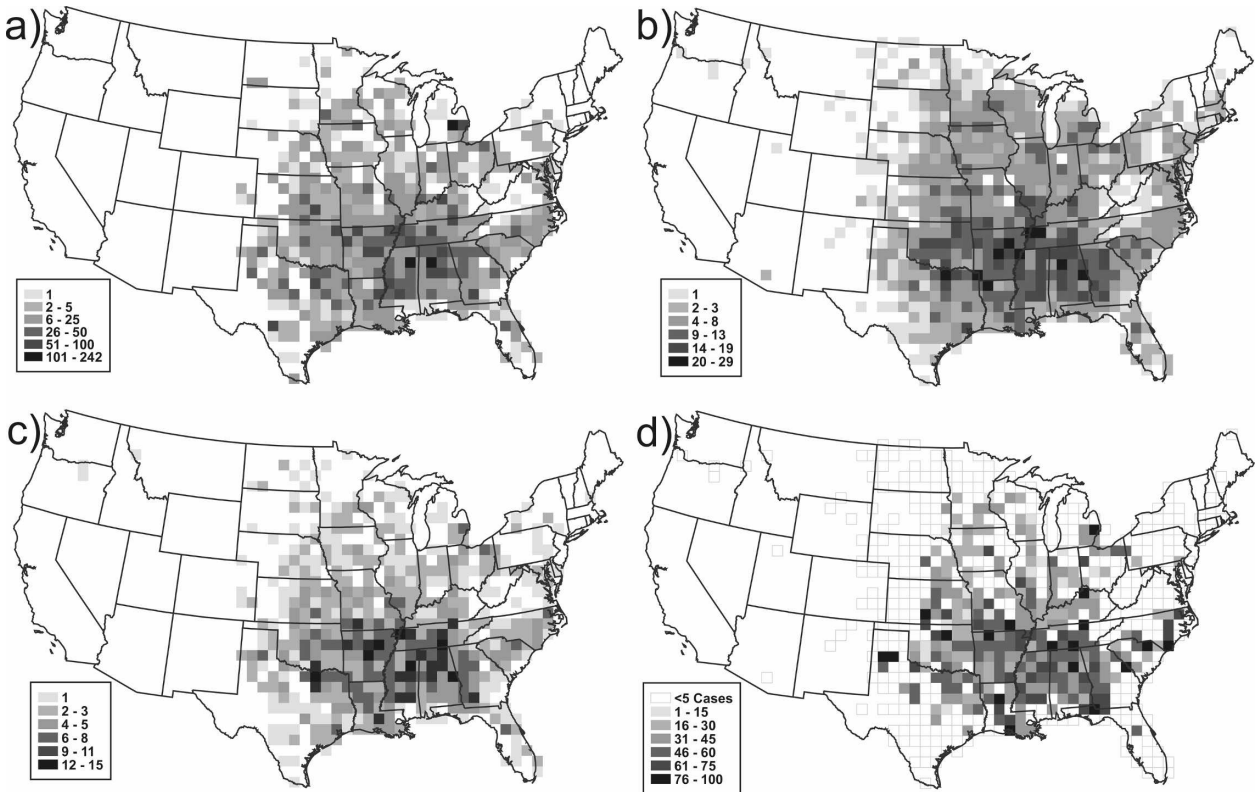 a)
1
2 - 5
6 - 25
26 - 50
51 - 100
101 - 242
b)
1
2 - 3
4 - 8
9 - 13
14 - 19
20 - 29
c)
1
2 - 3
4 - 5
6 - 8
9 - 11
12 - 15
d)
<5 Cases
1 - 15
16 - 30
31 - 45
46 - 60
61 - 75
76 - 100